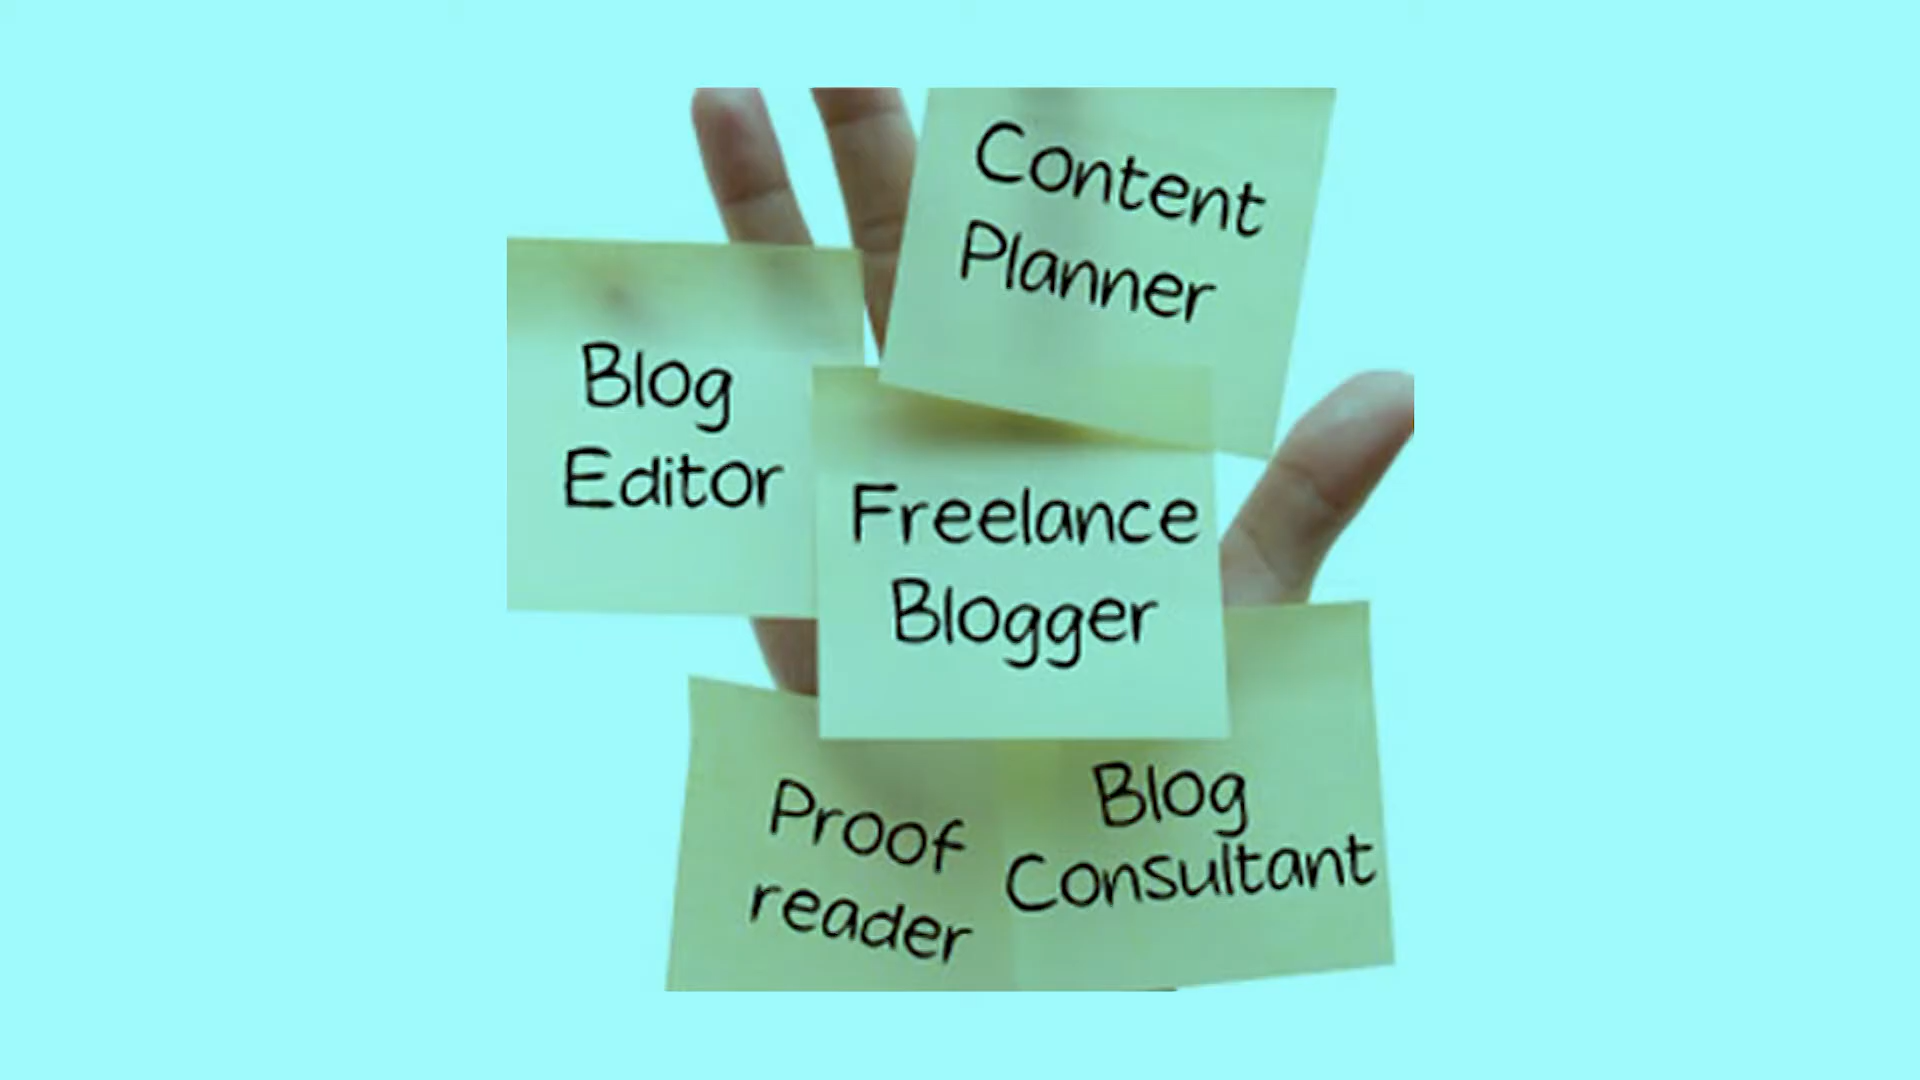 Content
Planner
Blog
Editor
Freelance
Blogger
Proof
reader
Blog
Consultant